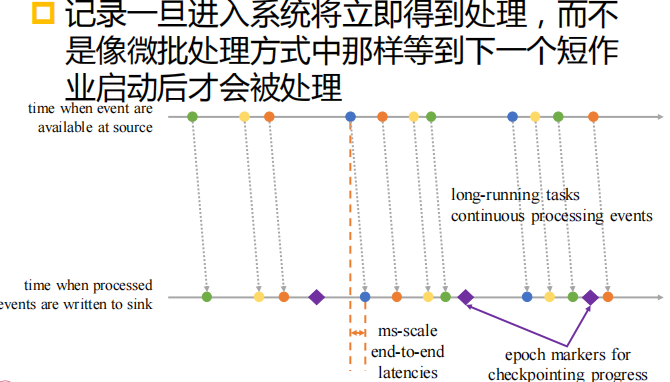 记录一旦进入系统将立即得到处理，而不
是像微批处理方式中那样等到下一个短作
业启动后才会被处理
time when event are
available at source
long-running tasks
continuous processing events
time when processed
events are written to sink
ms-scale
end-to-end
latencies
epoch markers for
checkpointing progress